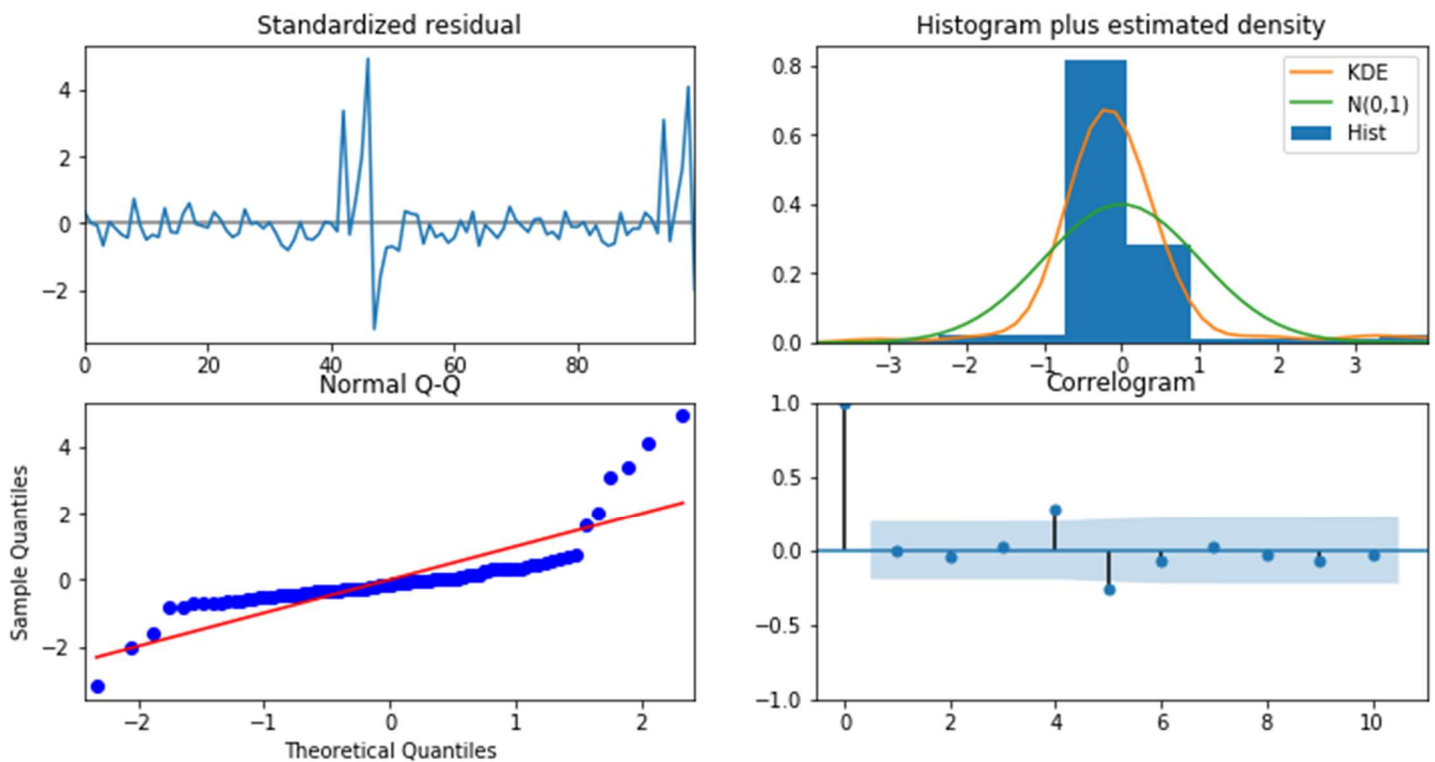 Standardized residual
4
2
0
−2
0 20 40 60 80
Histogram plus estimated density
KDE
N(0,1)
Hist
0.8
0.6
0.4
0.2
0.0
−3 −2 −1 0 1 2 3
Normal Q-Q
Sample Quantiles
4
2
0
−2
−2 −1 0 1 2
Theoretical Quantiles
Correlogram
1.0
0.5
0.0
−0.5
−1.0
0 2 4 6 8 10